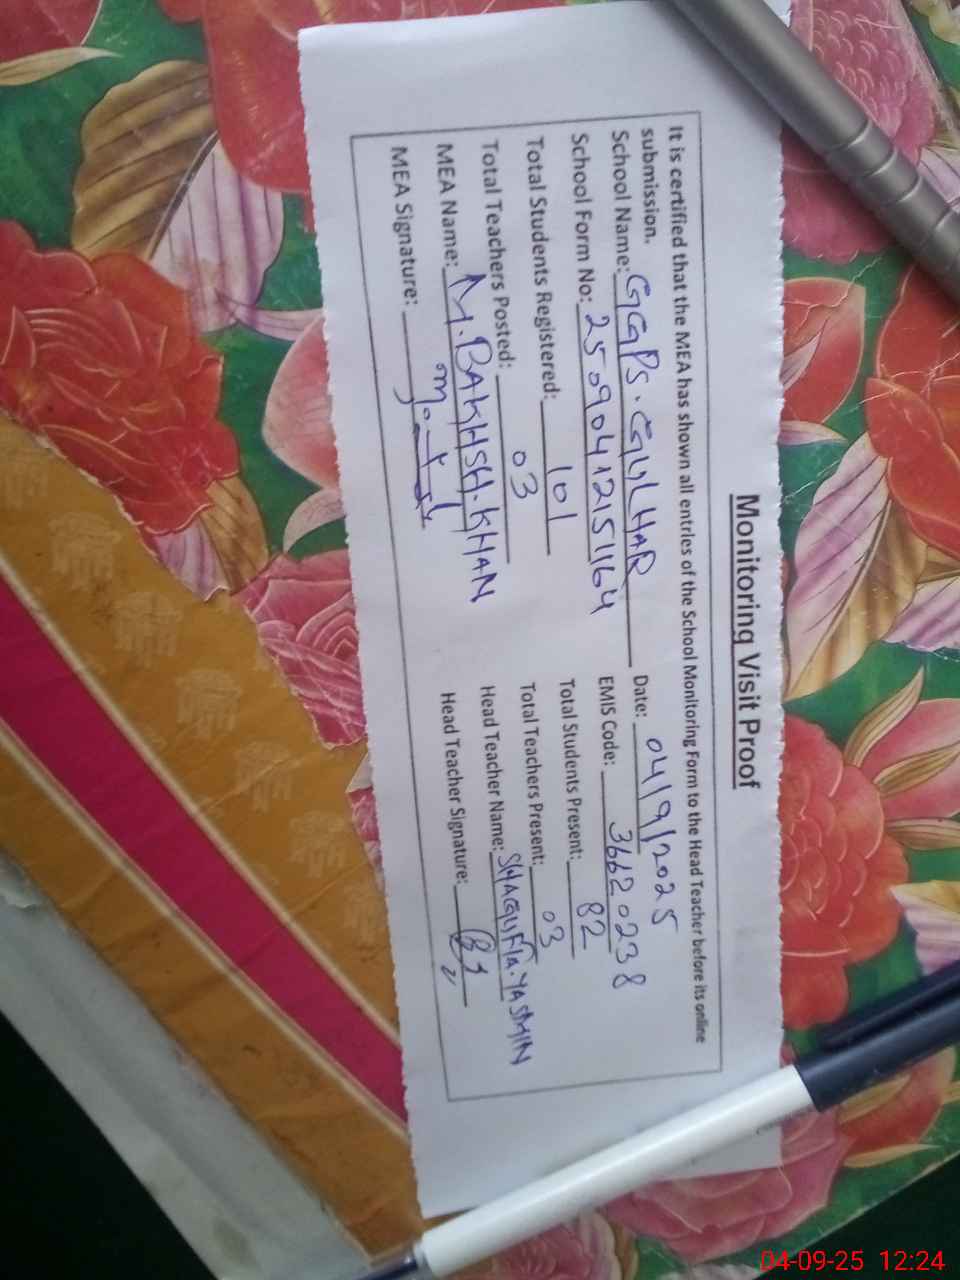 Monitoring Visit Proof
It is certified that the MEA has shown all entries of the School Monitoring Form to the Head Teacher before its online
submission.
School Name: GGPS. GULHAR Date: 04/9/2025
School Form No: 25090412151164 EMIS Code: 36620238
Total Students Registered: 101 Total Students Present: 82
Total Teachers Posted: 03 Total Teachers Present: 03
MEA Name: M. BAKHSH. KHAN Head Teacher Name: SHAGUFTA. YASMIN
MEA Signature: Head Teacher Signature:
04-09-25 12:24